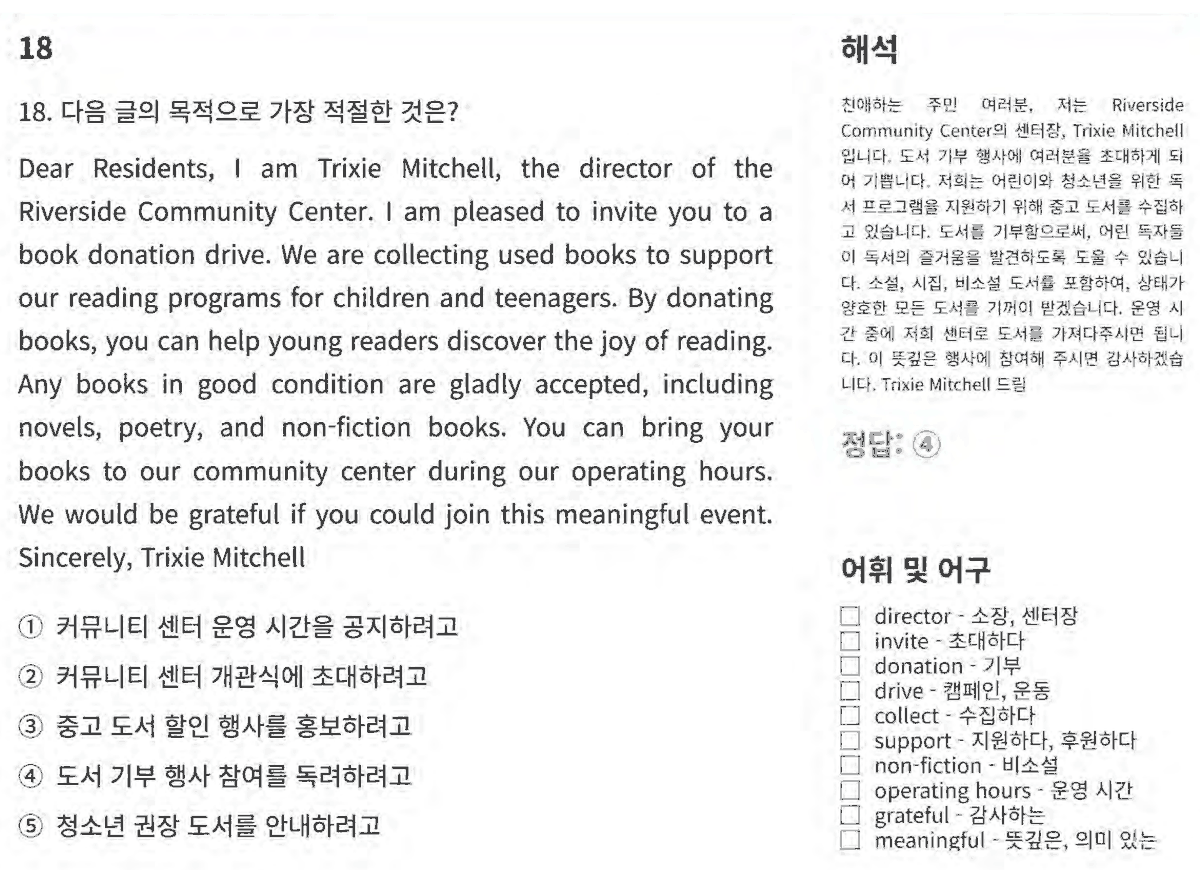 18
18. 다음 글의 목적으로 가장 적절한 것은?
Dear Residents, I am Trixie Mitchell, the director of the
Riverside Community Center. I am pleased to invite you to a
book donation drive. We are collecting used books to support
our reading programs for children and teenagers. By donating
books, you can help young readers discover the joy of reading.
Any books in good condition are gladly accepted, including
novels, poetry, and non-fiction books. You can bring your
books to our community center during our operating hours.
We would be grateful if you could join this meaningful event.
Sincerely, Trixie Mitchell
① 커뮤니티 센터 운영 시간을 공지하려고
② 커뮤니티 센터 개관식에 초대하려고
③ 중고 도서 할인 행사를 홍보하려고
④ 도서 기부 행사 참여를 독려하려고
⑤ 청소년 권장 도서를 안내하려고
해석
친애하는 주민 여러분, 저는 Riverside
Community Center의 센터장, Trixie Mitchell
입니다. 도서 기부 행사에 여러분을 초대하게 되
어 기쁩니다. 저희는 어린이와 청소년을 위한 독
서 프로그램을 지원하기 위해 중고 도서를 수집하
고 있습니다. 도서를 기부함으로써, 어린 독자들
이 독서의 즐거움을 발견하도록 도울 수 있습니
다. 소설, 시집, 비소설 도서를 포함하여, 상태가
양호한 모든 도서를 기꺼이 받겠습니다. 운영 시
간 중에 저희 센터로 도서를 가져다주시면 됩니
다. 이 뜻깊은 행사에 참여해 주시면 감사하겠습
니다. Trixie Mitchell 드림
정답: ④
어휘 및 어구
□ director - 소장, 센터장
□ invite - 초대하다
□ donation - 기부
□ drive - 캠페인, 운동
□ collect - 수집하다
□ support - 지원하다, 후원하다
□ non-fiction - 비소설
□ operating hours - 운영 시간
□ grateful - 감사하는
□ meaningful - 뜻깊은, 의미 있는